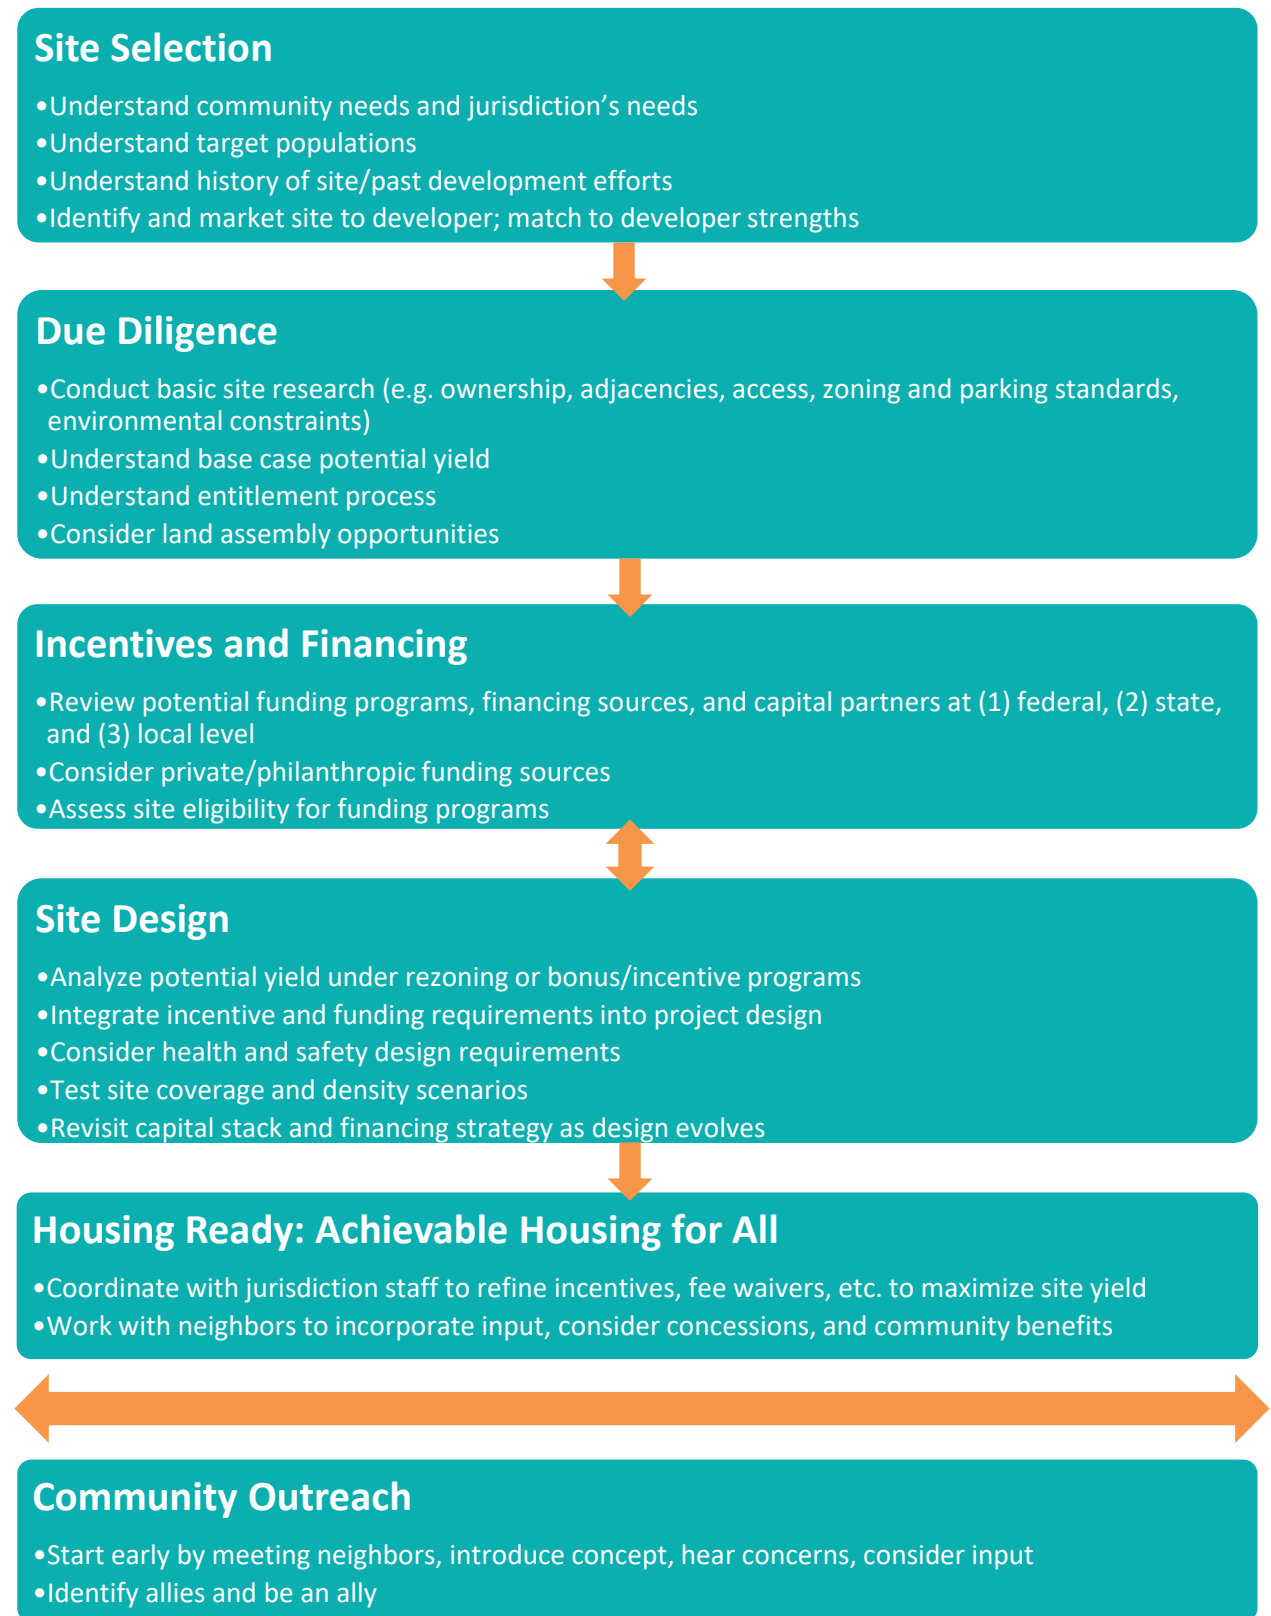 Site Selection
•Understand community needs and jurisdiction’s needs
•Understand target populations
•Understand history of site/past development efforts
•Identify and market site to developer; match to developer strengths
Due Diligence
•Conduct basic site research (e.g. ownership, adjacencies, access, zoning and parking standards,
environmental constraints)
•Understand base case potential yield
•Understand entitlement process
•Consider land assembly opportunities
Incentives and Financing
•Review potential funding programs, financing sources, and capital partners at (1) federal, (2) state,
and (3) local level
•Consider private/philanthropic funding sources
•Assess site eligibility for funding programs
Site Design
•Analyze potential yield under rezoning or bonus/incentive programs
•Integrate incentive and funding requirements into project design
•Consider health and safety design requirements
•Test site coverage and density scenarios
•Revisit capital stack and financing strategy as design evolves
Housing Ready: Achievable Housing for All
•Coordinate with jurisdiction staff to refine incentives, fee waivers, etc. to maximize site yield
•Work with neighbors to incorporate input, consider concessions, and community benefits
Community Outreach
•Start early by meeting neighbors, introduce concept, hear concerns, consider input
•Identify allies and be an ally